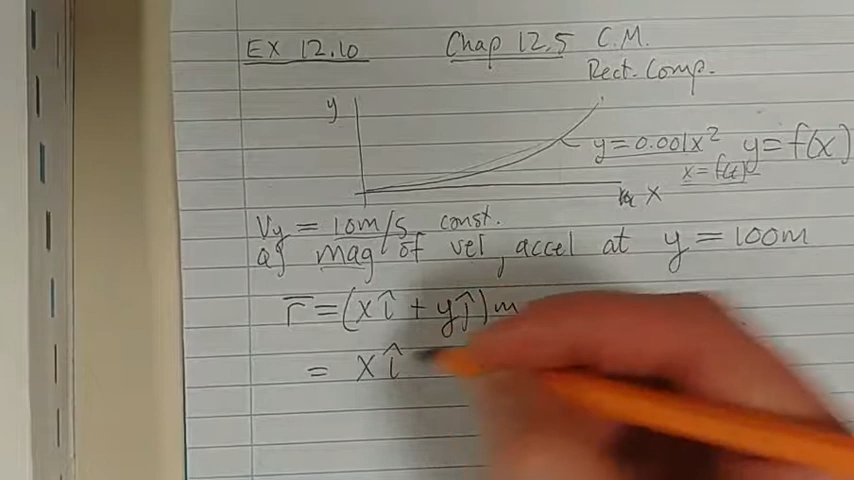 EX 12.10 Chap 12.5 C.M.
Rect. Comp.
y
y = 0.001x² y = f(x)
x = f(t)
x
Vy = 10m/s const.
a) mag of vel, accel at y = 100m
r̅ = (xî + yĵ)m
= xî